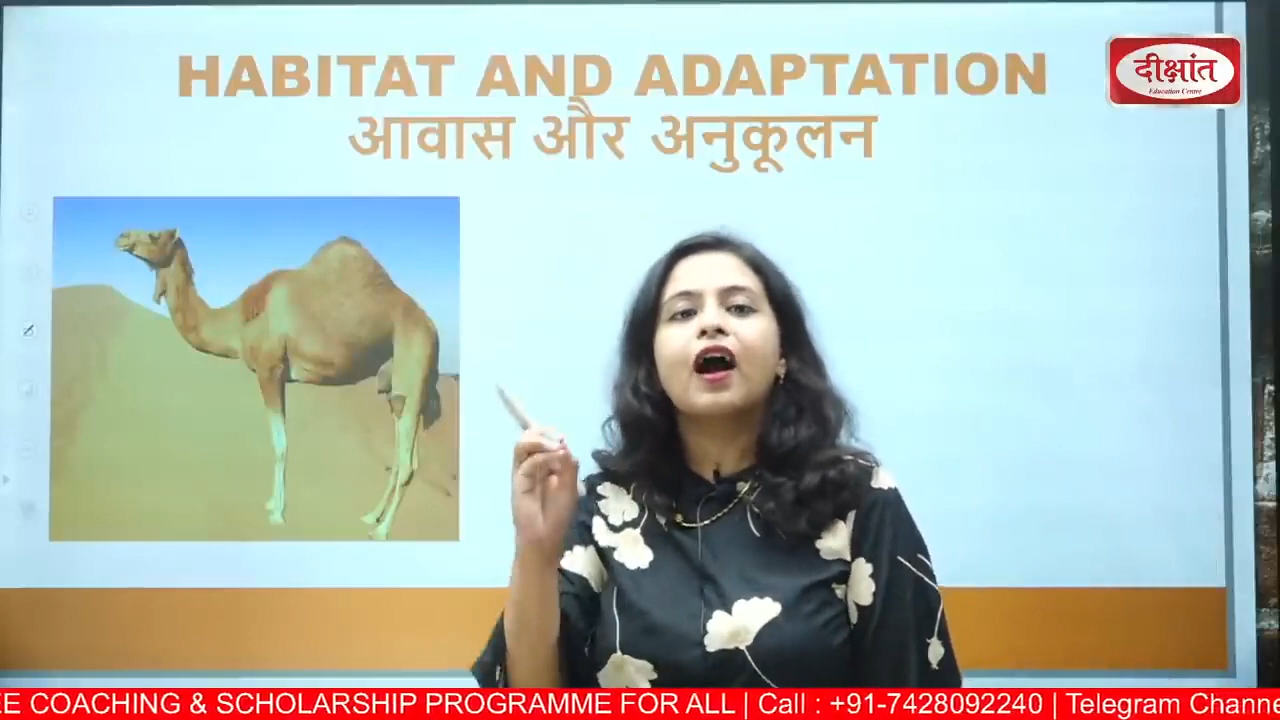 HABITAT AND ADAPTATION
आवास और अनुकूलन
दीक्षांत
Education Centre
EE COACHING & SCHOLARSHIP PROGRAMME FOR ALL | Call : +91-7428092240 | Telegram Channe